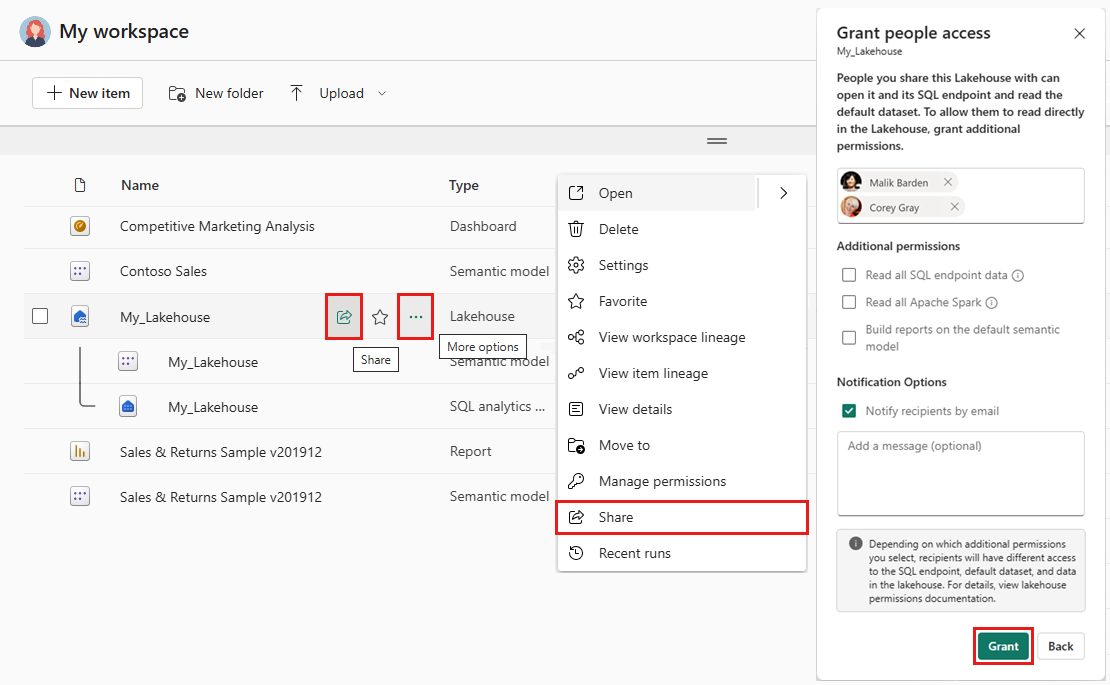 My workspace
New item
New folder
Upload
Name
Type
Competitive Marketing Analysis
Dashboard
Contoso Sales
Semantic model
My_Lakehouse
Lakehouse
Share
More options
My_Lakehouse
Semantic model
My_Lakehouse
SQL analytics ...
Sales & Returns Sample v201912
Report
Sales & Returns Sample v201912
Semantic model
Open
Delete
Settings
Favorite
View workspace lineage
View item lineage
View details
Move to
Manage permissions
Share
Recent runs
Grant people access
My_Lakehouse
People you share this Lakehouse with can
open it and its SQL endpoint and read the
default dataset. To allow them to read directly
in the Lakehouse, grant additional
permissions.
Malik Barden
Corey Gray
Additional permissions
Read all SQL endpoint data
Read all Apache Spark
Build reports on the default semantic
model
Notification Options
Notify recipients by email
Add a message (optional)
Depending on which additional permissions
you select, recipients will have different access
to the SQL endpoint, default dataset, and data
in the lakehouse. For details, view lakehouse
permissions documentation.
Grant
Back